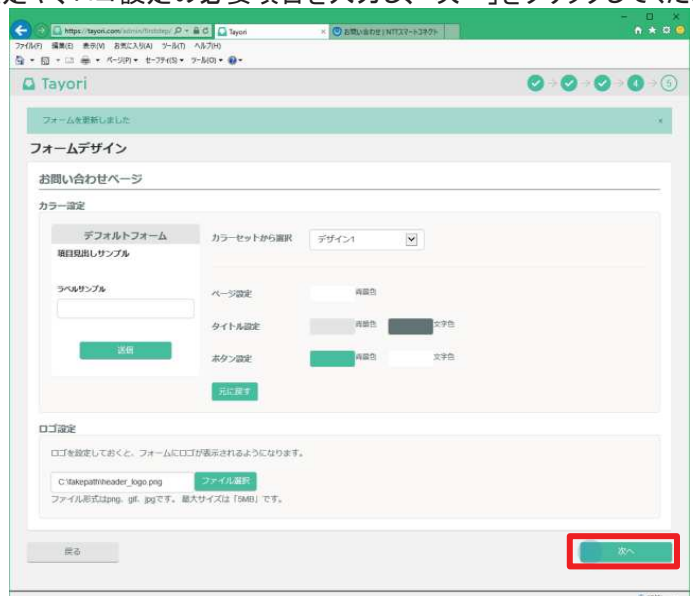 https://tayori.com/admin/firststep/
Tayori
お問い合わせ | NTTスマートコネクト
ファイル(F) 編集(E) 表示(V) お気に入り(A) ツール(T) ヘルプ(H)
ページ(P) セーフティ(S) ツール(O)
Tayori
4
5
フォームを更新しました
×
フォームデザイン
お問い合わせページ
カラー設定
デフォルトフォーム
項目見出しサンプル
ラベルサンプル
送信
カラーセットから選択 デザイン1
ページ設定 背景色
タイトル設定 背景色 文字色
ボタン設定 背景色 文字色
元に戻す
ロゴ設定
ロゴを設定しておくと、フォームにロゴが表示されるようになります。
C:\fakepath\header_logo.png ファイル選択
ファイル形式はpng、gif、jpgです。 最大サイズは「5MB」です。
戻る 次へ